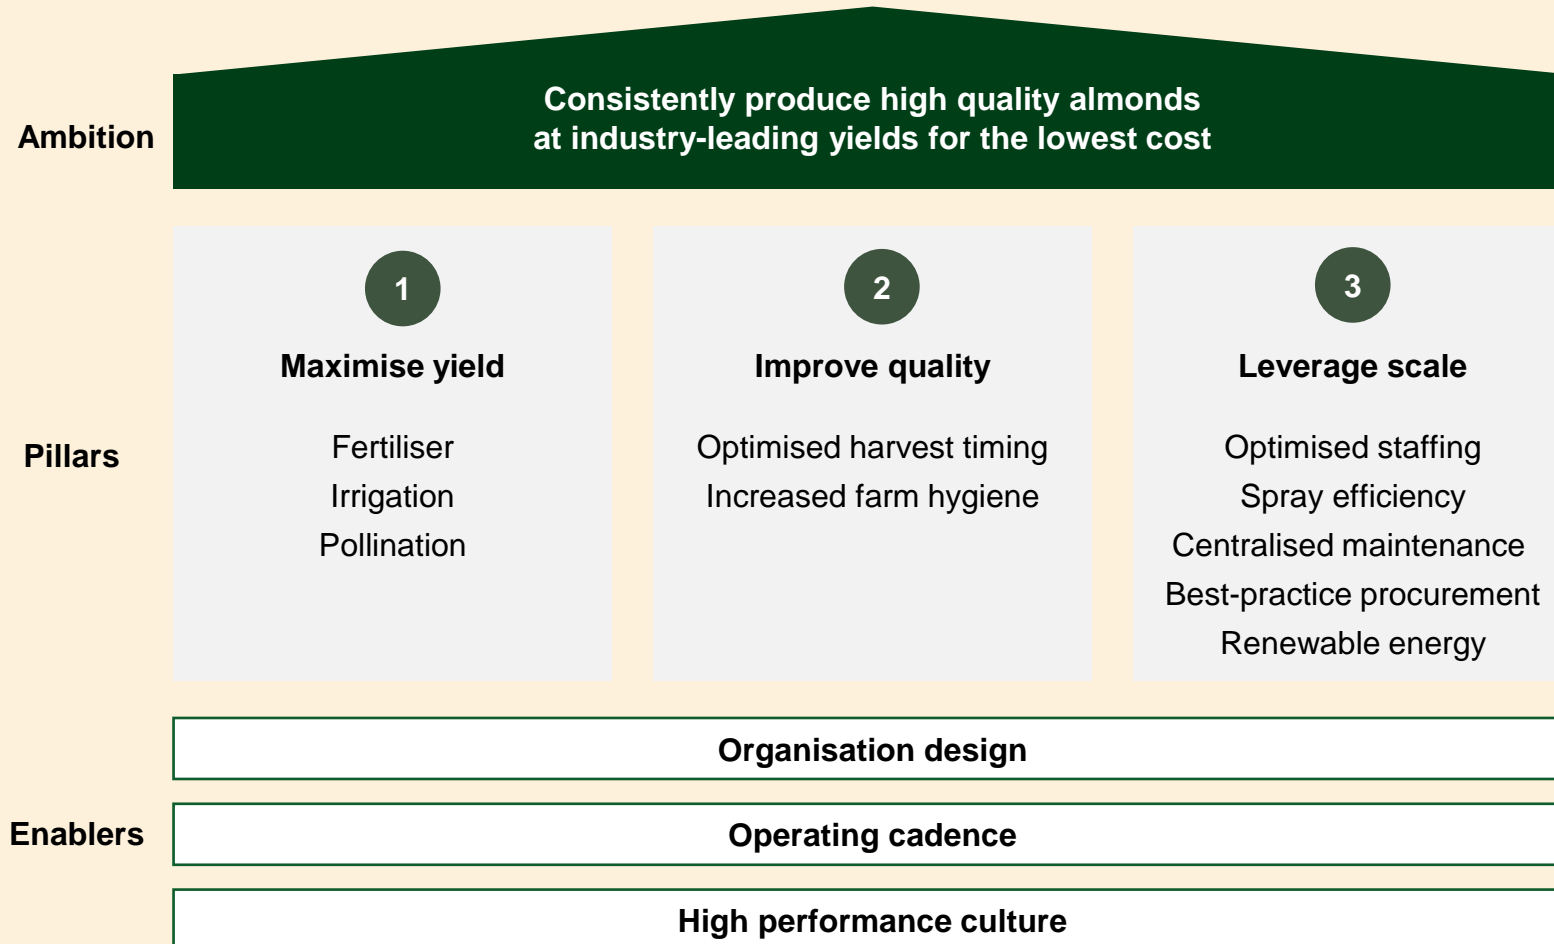 Ambition
Consistently produce high quality almonds
at industry-leading yields for the lowest cost
Pillars
1
Maximise yield
Fertiliser
Irrigation
Pollination
2
Improve quality
Optimised harvest timing
Increased farm hygiene
3
Leverage scale
Optimised staffing
Spray efficiency
Centralised maintenance
Best-practice procurement
Renewable energy
Enablers
Organisation design
Operating cadence
High performance culture